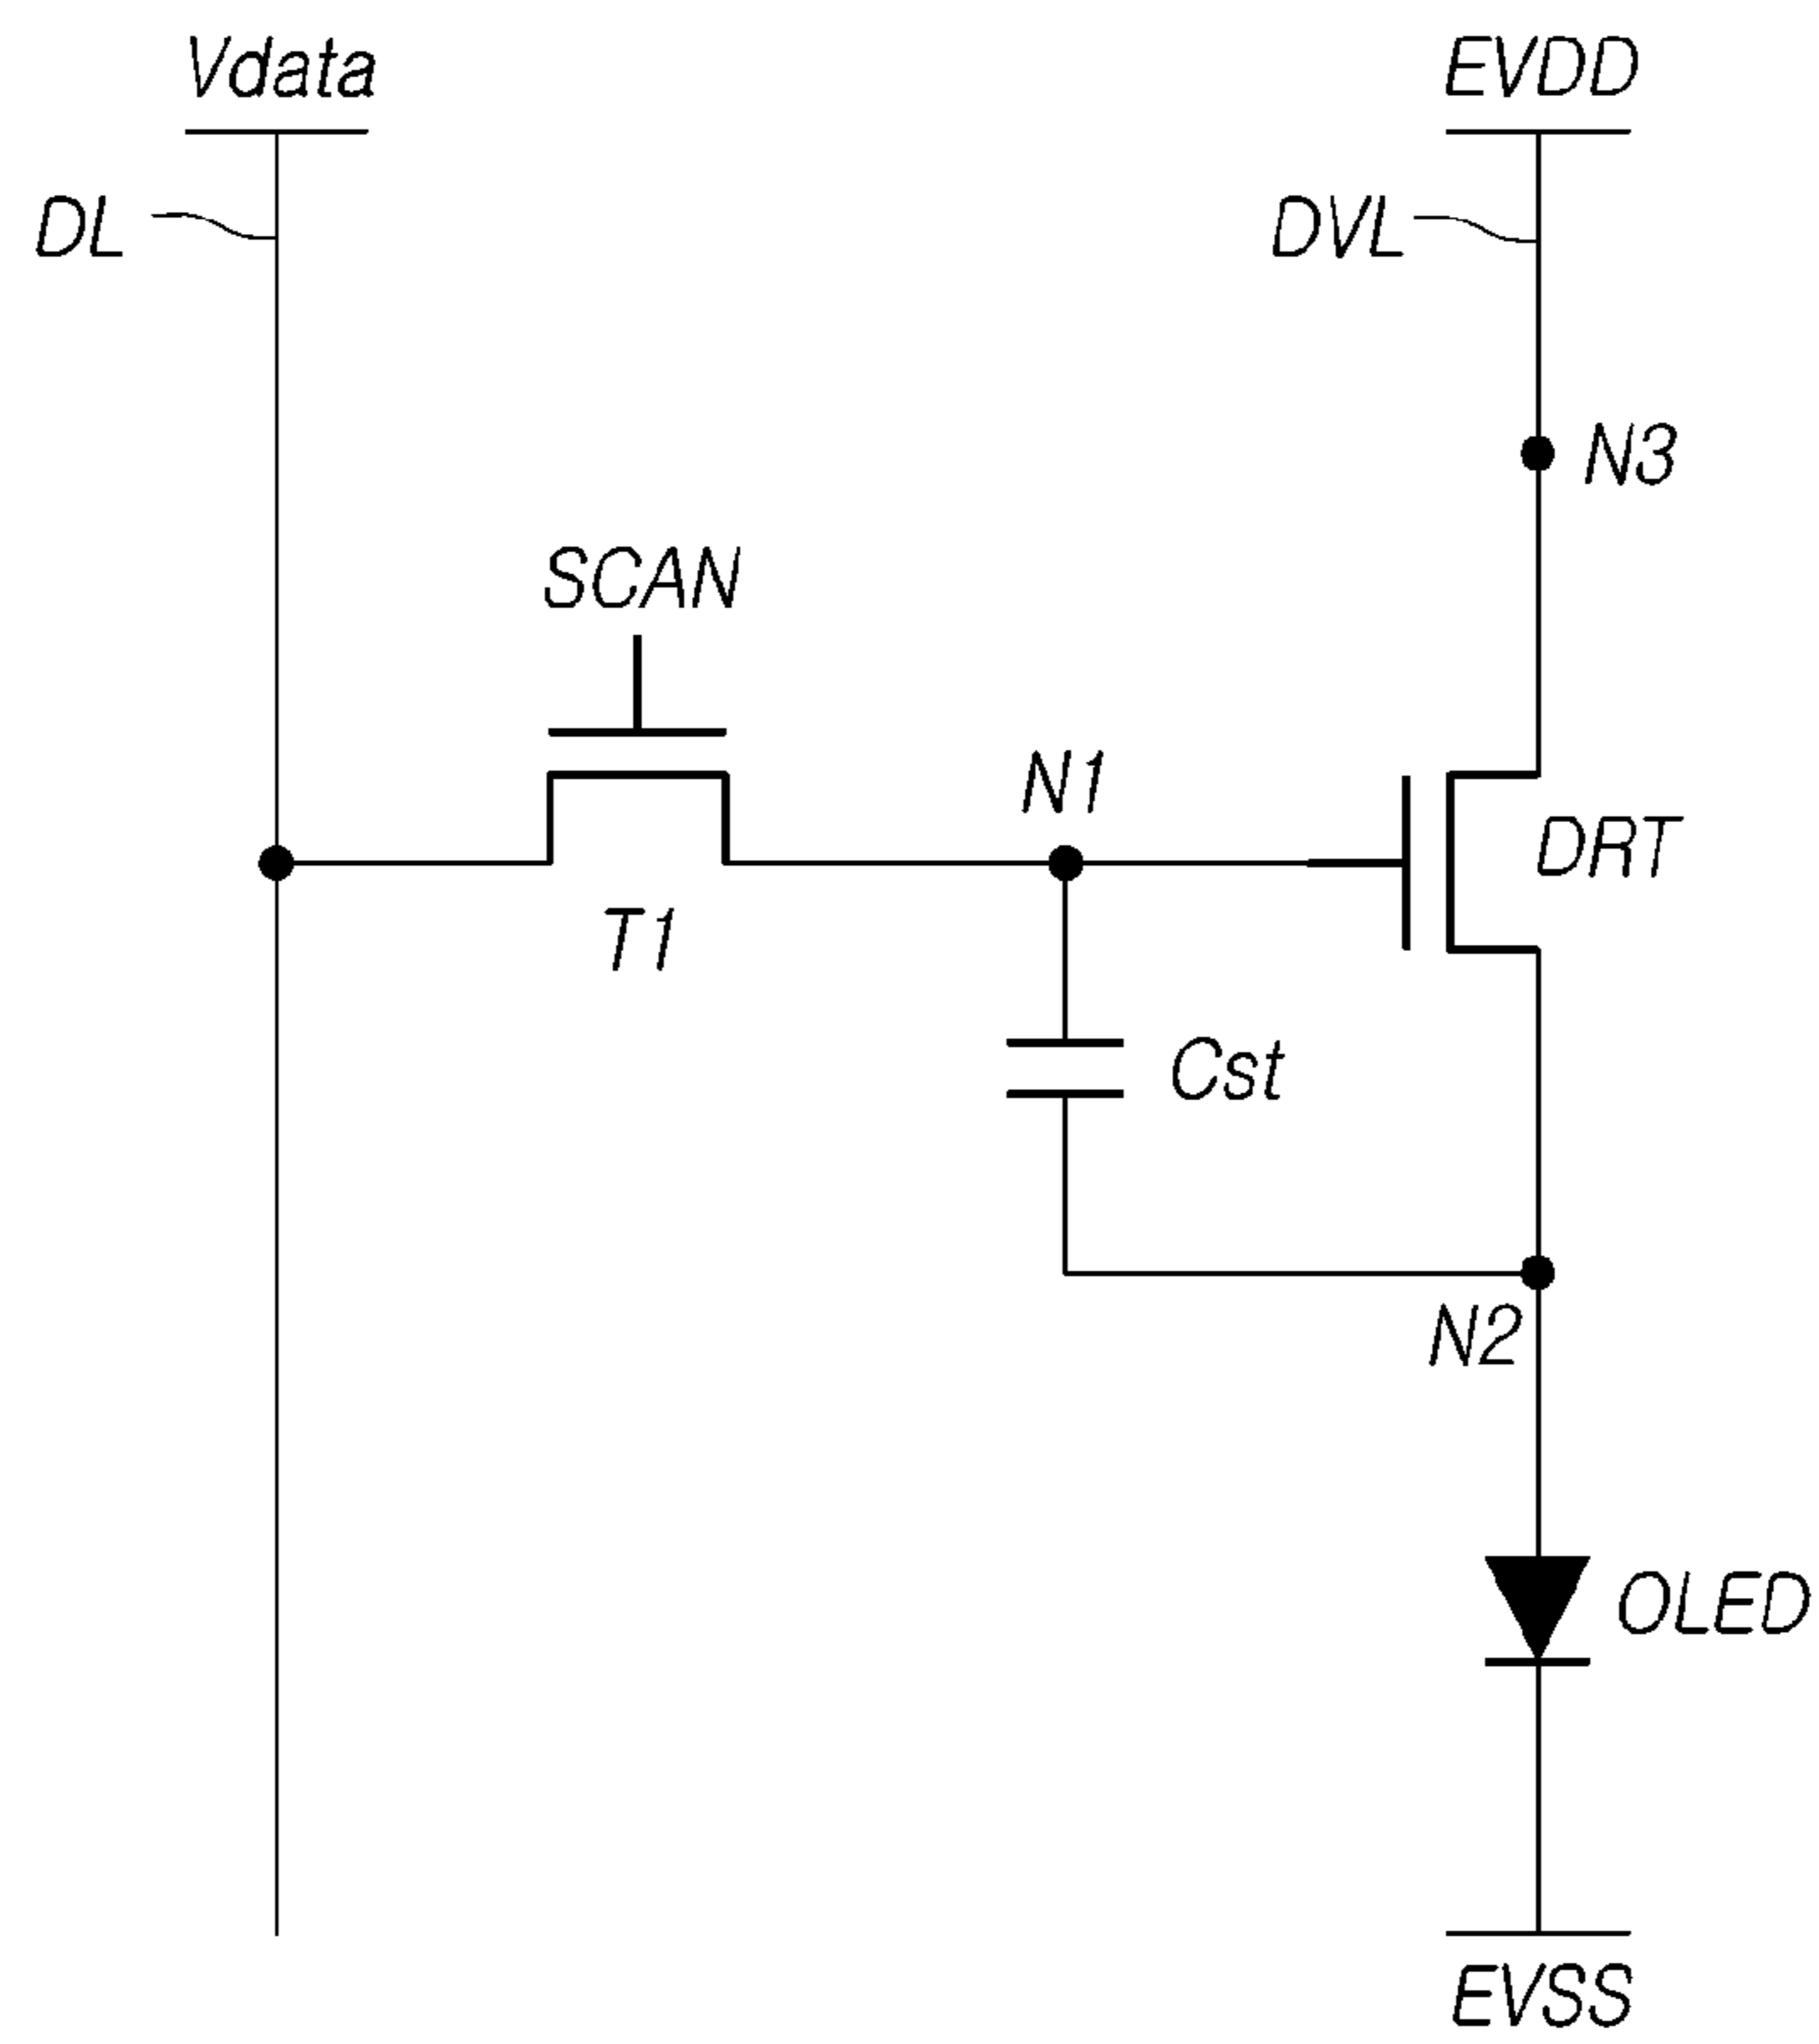 Vdata
EVDD
DL
DVL
N3
SCAN
N1
DRT
T1
Cst
N2
OLED
EVSS